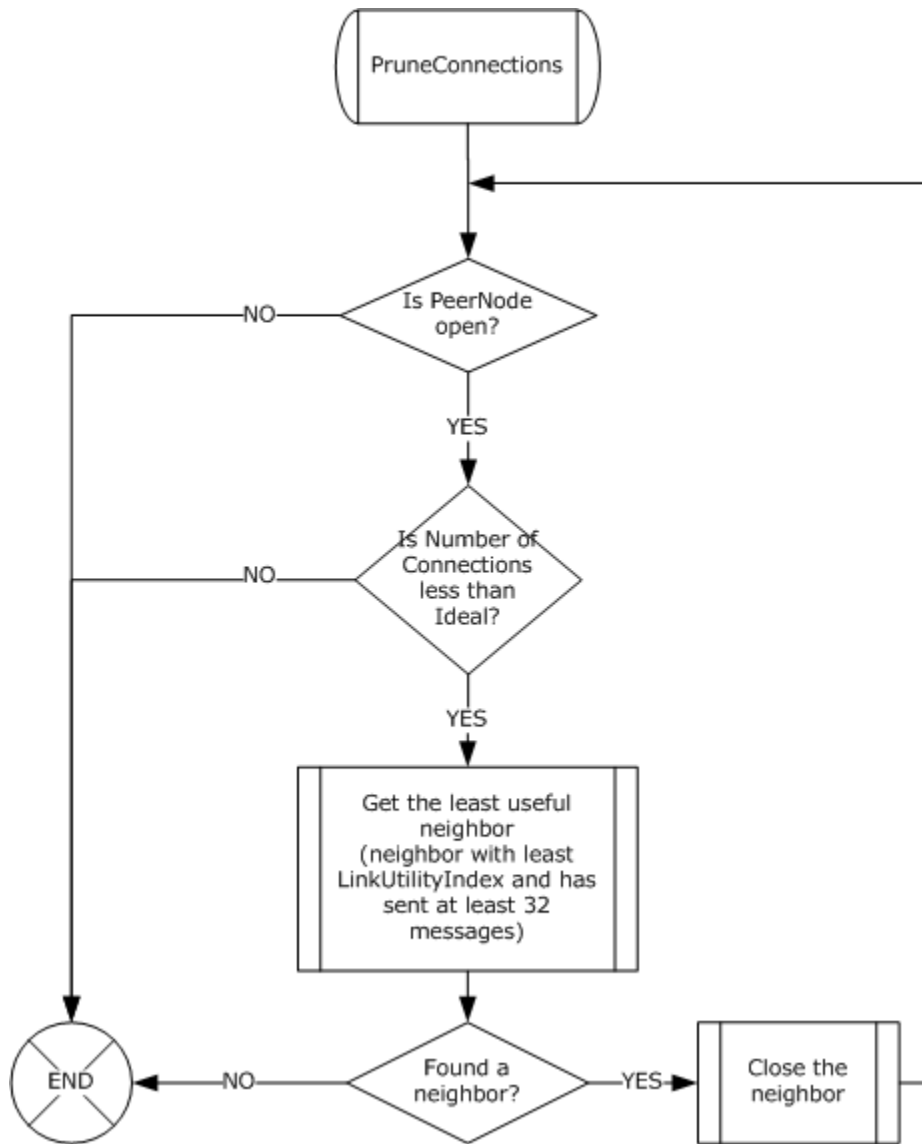 PruneConnections
Is PeerNode
open?
NO
YES
Is Number of
Connections
less than
Ideal?
NO
YES
Get the least useful
neighbor
(neighbor with least
LinkUtilityIndex and has
sent at least 32
messages)
END
NO
Found a
neighbor?
YES
Close the
neighbor